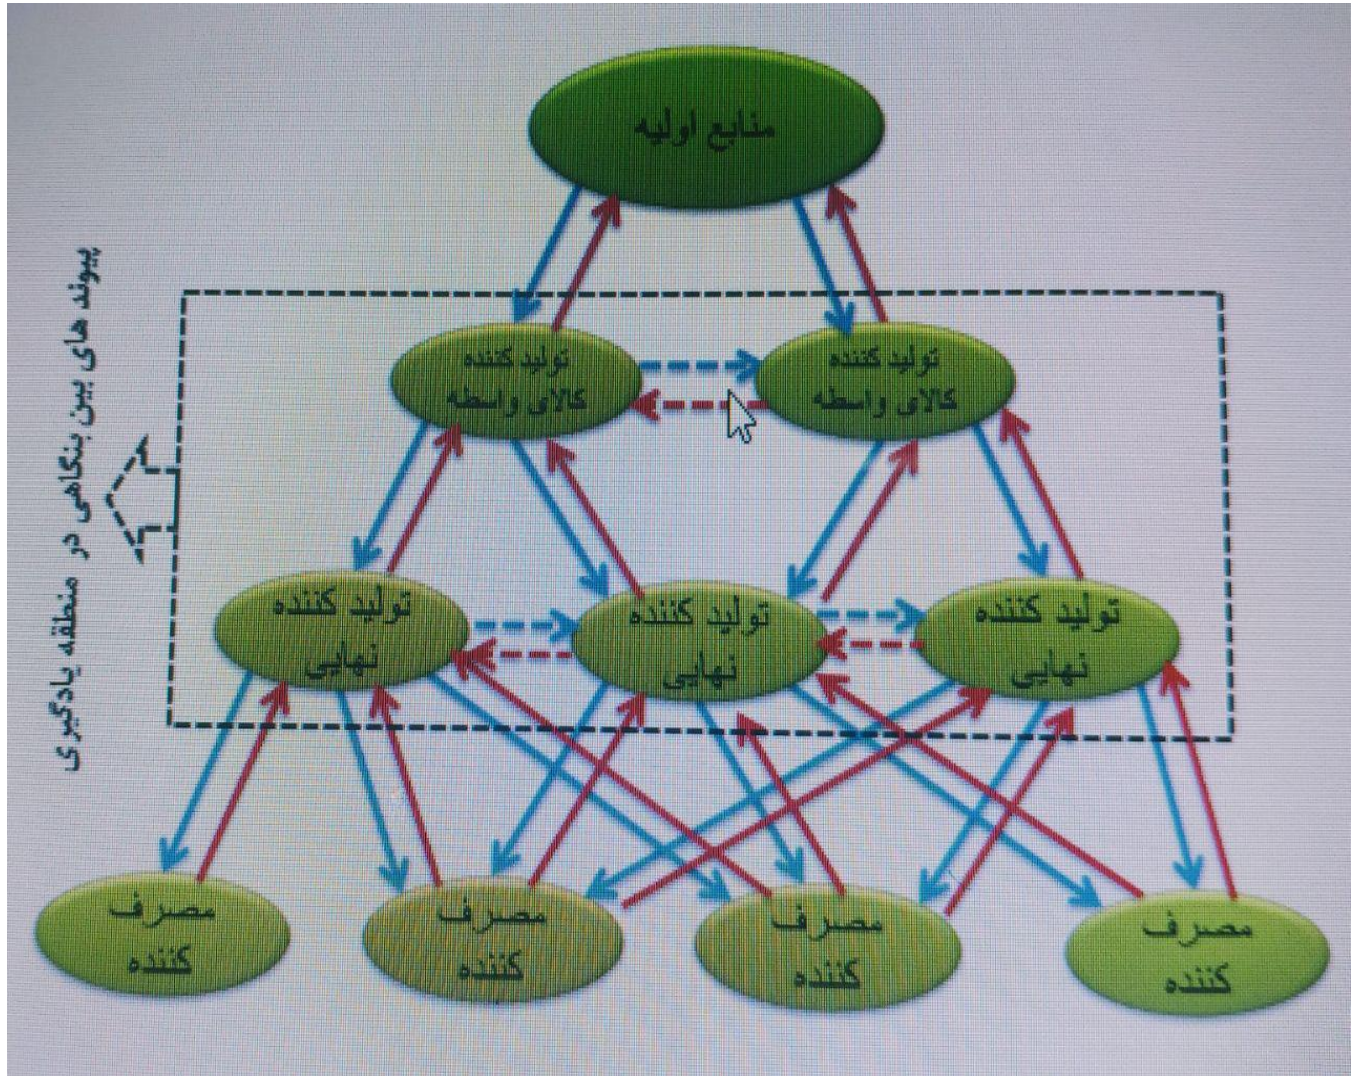 منابع اولیه
تولید کننده
کالای واسطه
تولید کننده
کالای واسطه
پیوند های بین بنگاهی در منطقه یادگیری
تولید کننده
نهایی
تولید کننده
نهایی
تولید کننده
نهایی
مصرف
کننده
مصرف
کننده
مصرف
کننده
مصرف
کننده